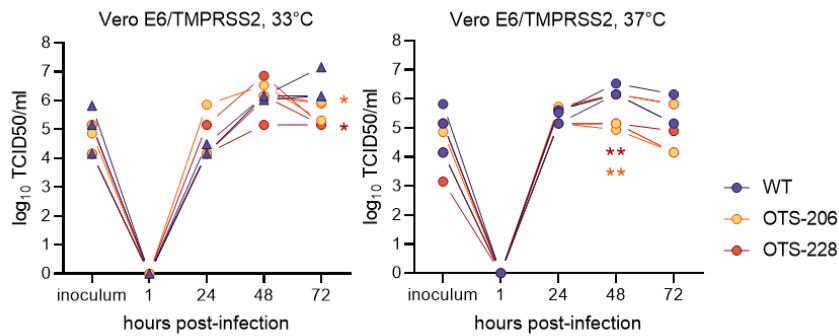 Vero E6/TMPRSS2, 33°C
log10 TCID50/ml
8
7
6
5
4
3
2
1
0
*
*
inoculum 1 24 48 72
hours post-infection
Vero E6/TMPRSS2, 37°C
log10 TCID50/ml
8
7
6
5
4
3
2
1
0
**
**
inoculum 1 24 48 72
hours post-infection
WT
OTS-206
OTS-228